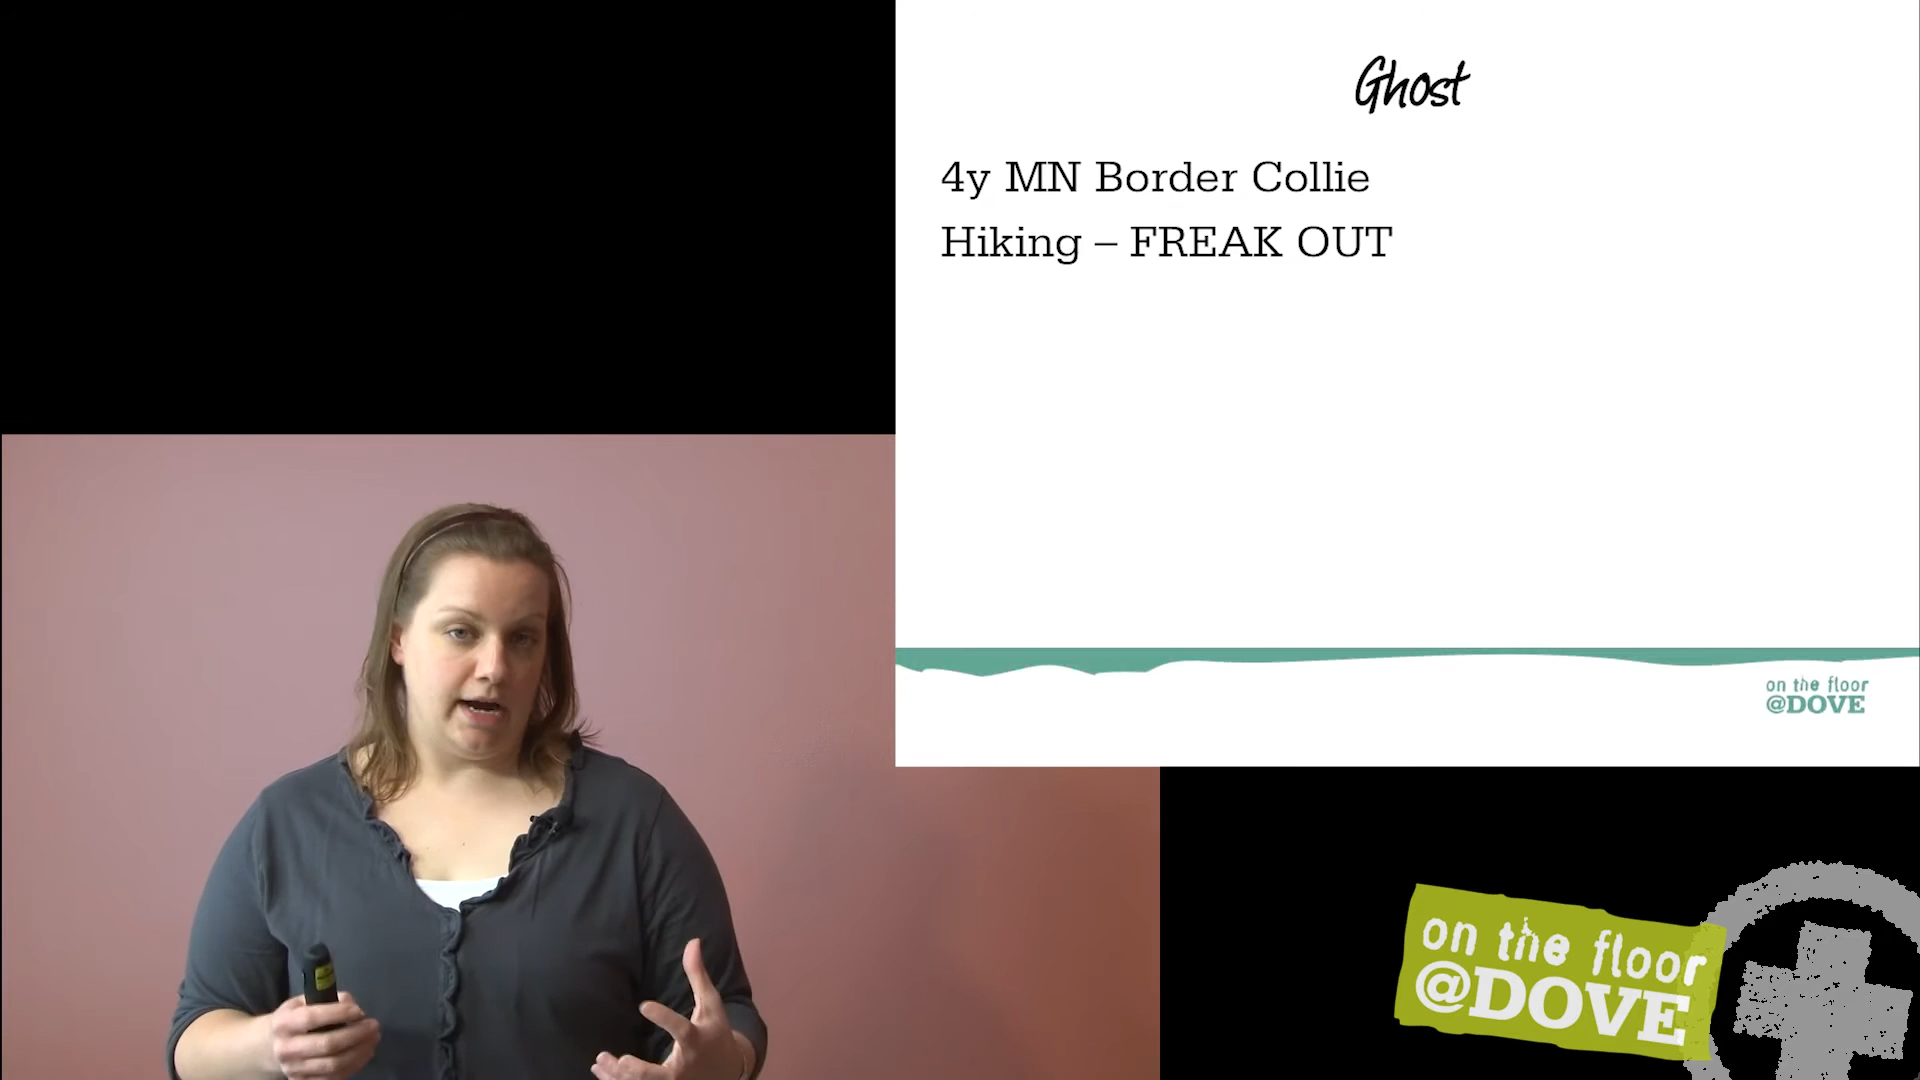 Ghost
4y MN Border Collie
Hiking – FREAK OUT
on the floor
@DOVE
on the floor
@DOVE